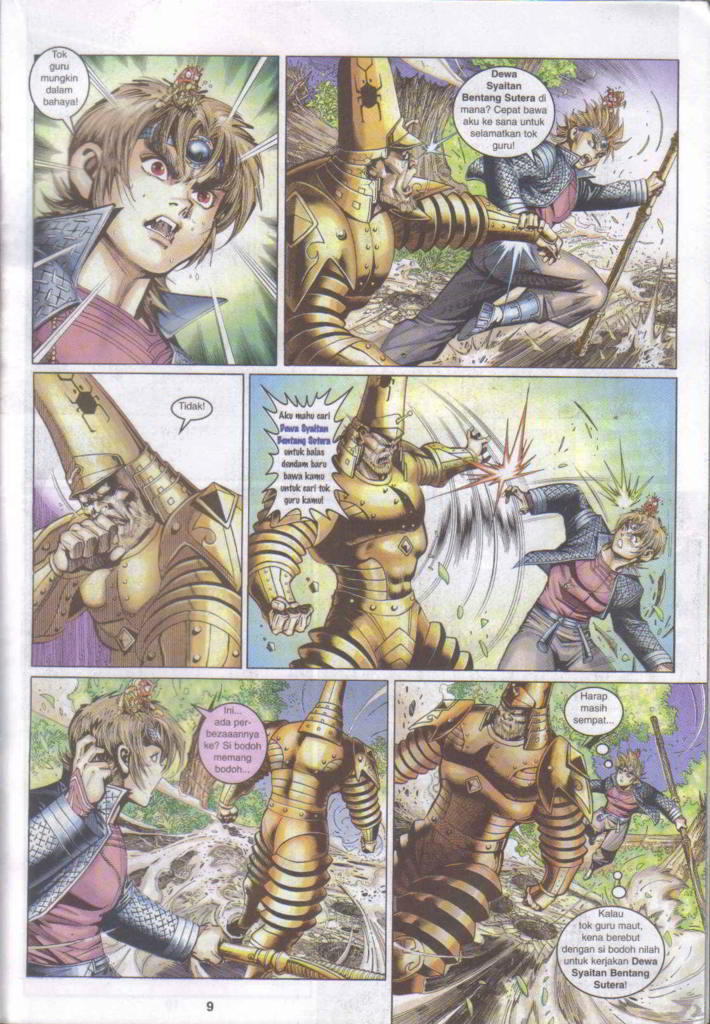 Tok
guru
mungkin
dalam
bahaya!
Dewa
Syaitan
Bentang Sutera di
mana? Cepat bawa
aku ke sana untuk
selamatkan tok
guru!
Tidak!
Aku mahu cari
Dewa Syaitan
Bentang Sutera
untuk balas
dendam baru
bawa kamu
untuk cari tok
guru kamu!
Ini...
ada per-
bezaaannya
ke? Si bodoh
memang
bodoh...
Harap
masih
sempat...
Kalau
tok guru maut,
kena berebut
dengan si bodoh nilah
untuk kerjakan Dewa
Syaitan Bentang
Sutera!
9